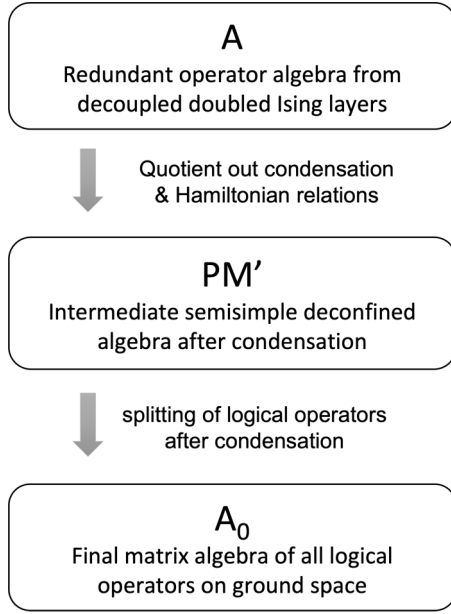 A
Redundant operator algebra from
decoupled doubled Ising layers
Quotient out condensation
& Hamiltonian relations
PM’
Intermediate semisimple deconfined
algebra after condensation
splitting of logical operators
after condensation
A₀
Final matrix algebra of all logical
operators on ground space